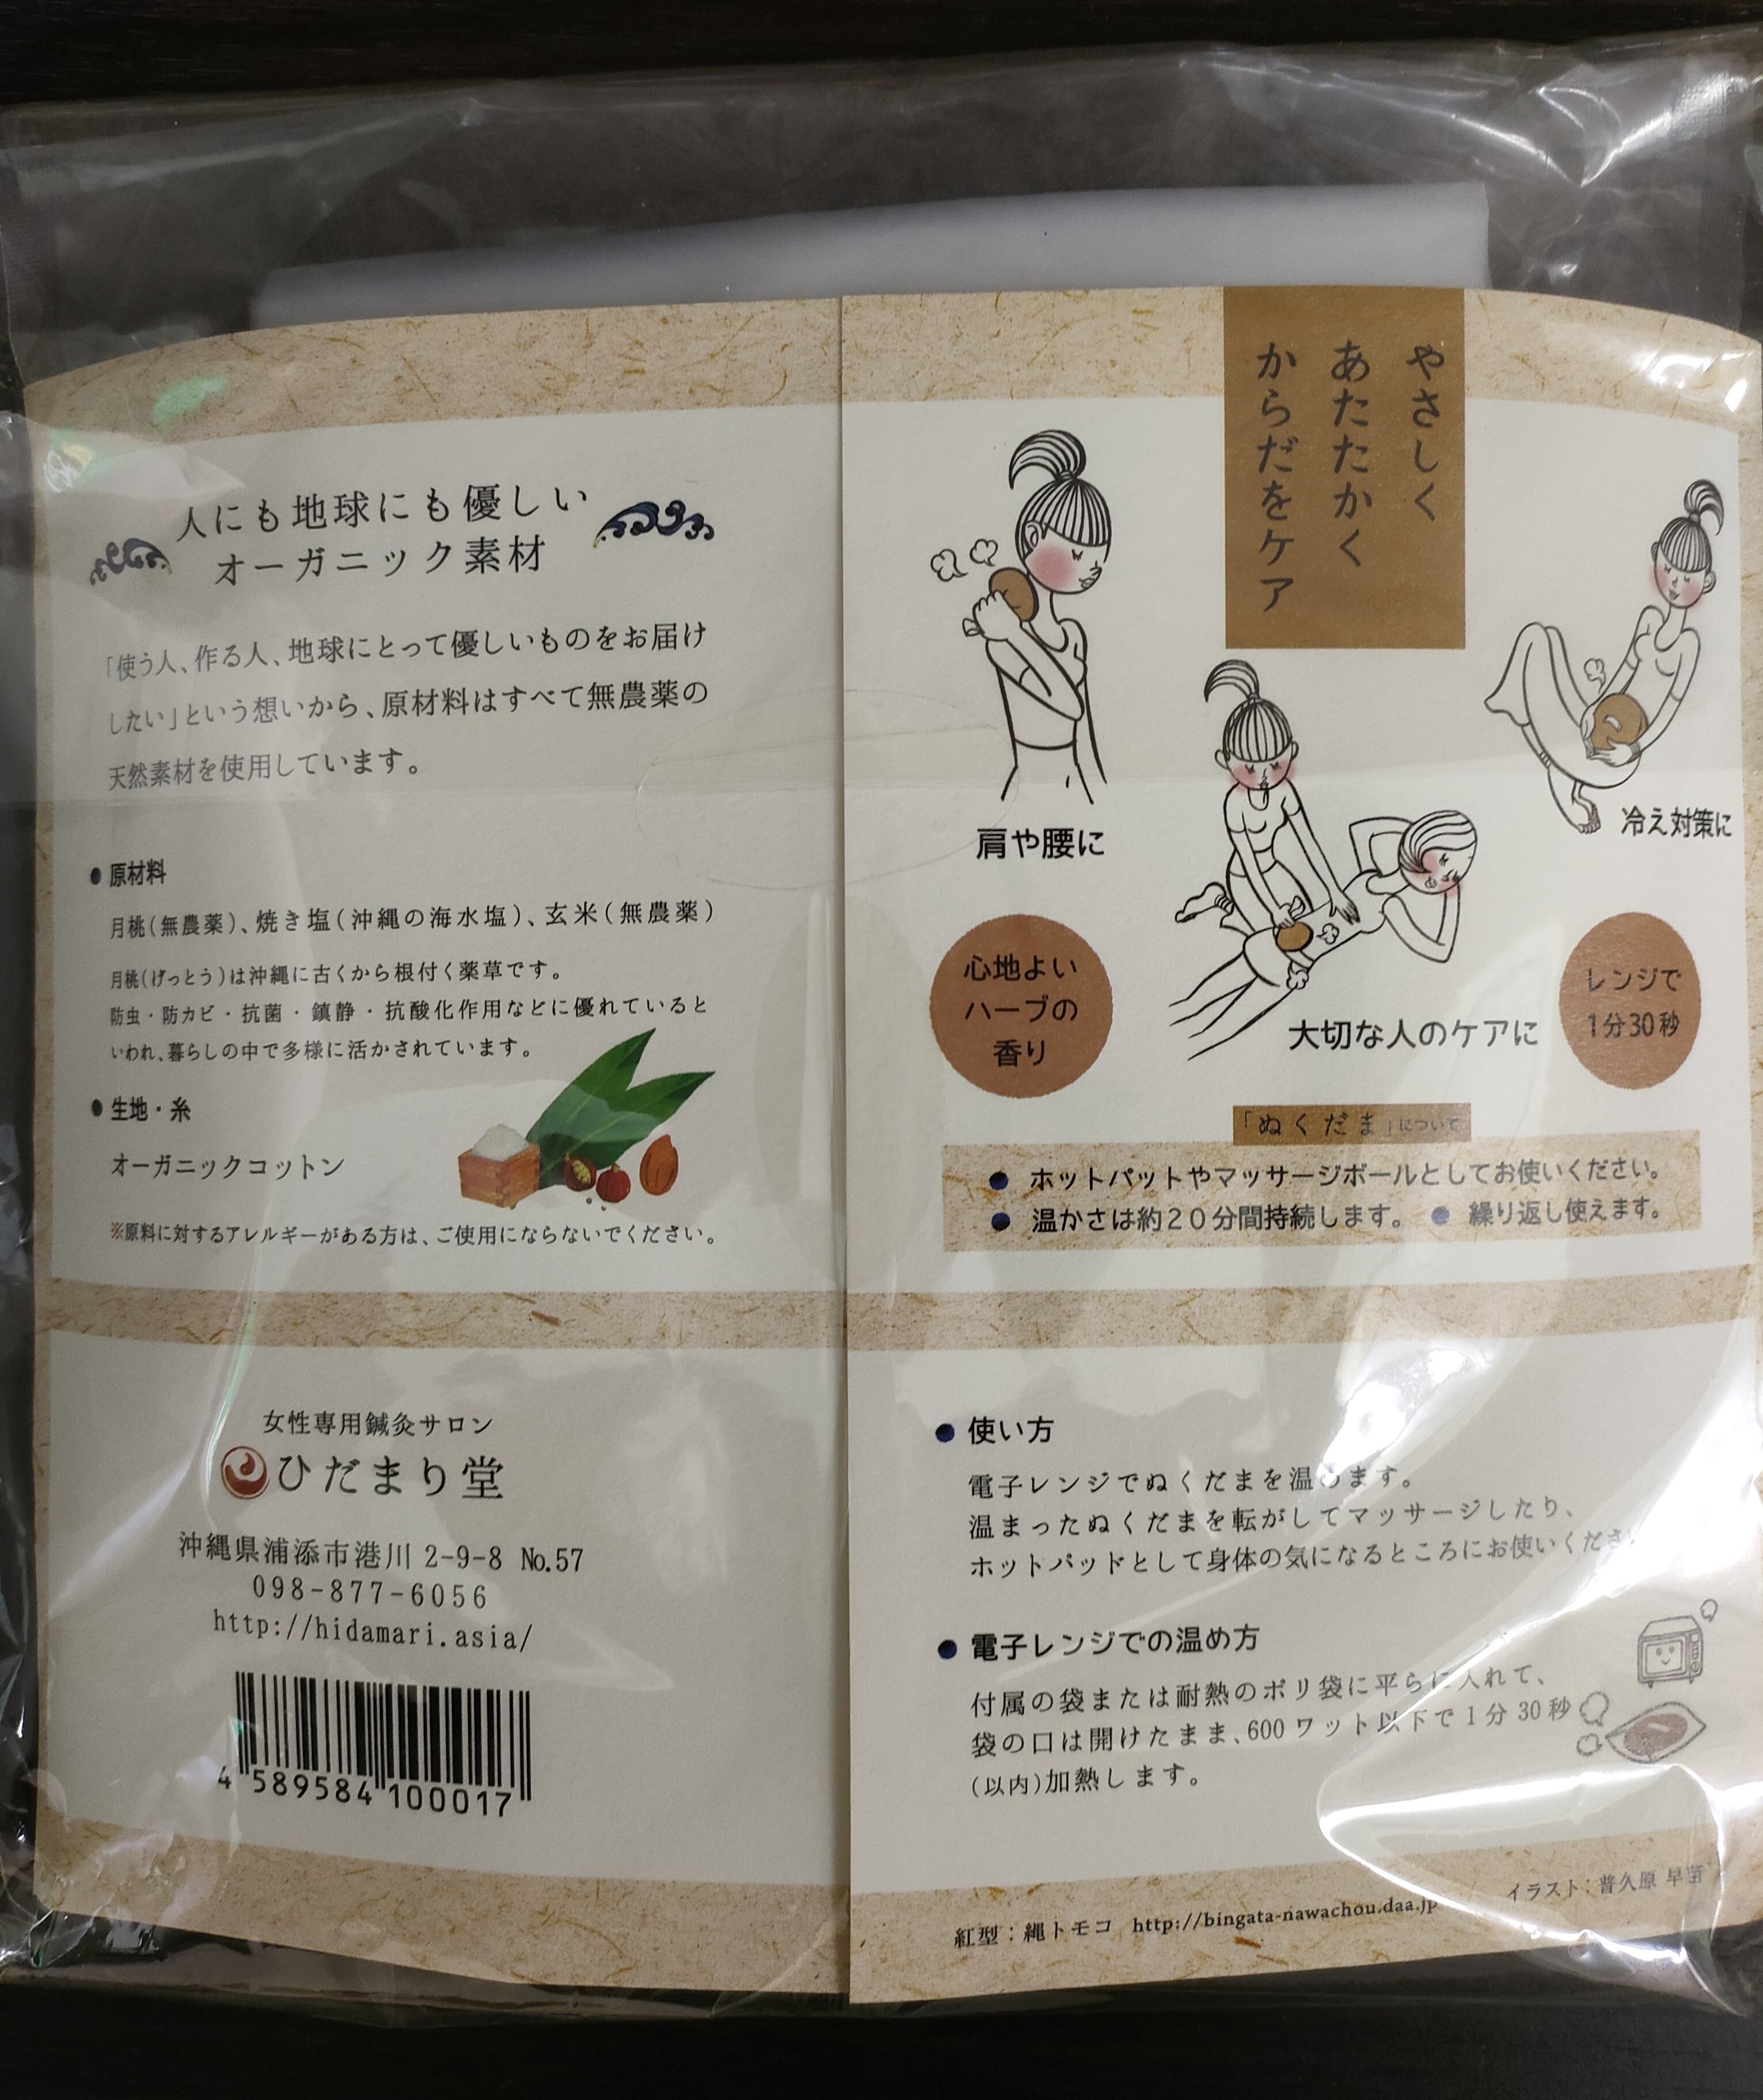 人にも地球にも優しい
オーガニック素材
「使う人、作る人、地球にとって優しいものをお届け
したい」という想いから、原材料はすべて無農薬の
天然素材を使用しています。
●原材料
月桃(無農薬)、焼き塩(沖縄の海水塩)、玄米(無農薬)
月桃(げっとう)は沖縄に古くから根付く薬草です。
防虫・防カビ・抗菌・鎮静・抗酸化作用などに優れていると
いわれ、暮らしの中で多様に活かされています。
●生地・糸
オーガニックコットン
※原料に対するアレルギーがある方は、ご使用にならないでください。
女性専用鍼灸サロン
ひだまり堂
沖縄県浦添市港川 2-9-8 No.57
098-877-6056
http://hidamari.asia/
4 589584 100017
やさしく
あたたかく
からだをケア
肩や腰に
冷え対策に
大切な人のケアに
心地よい
ハーブの
香り
レンジで
1分30秒
「ぬくだま」について
●ホットパットやマッサージボールとしてお使いください。
●温かさは約20分間持続します。 ●繰り返し使えます。
●使い方
電子レンジでぬくだまを温めます。
温まったぬくだまを転がしてマッサージしたり、
ホットパッドとして身体の気になるところにお使いくださ
●電子レンジでの温め方
付属の袋または耐熱のポリ袋に平らに入れて、
袋の口は開けたまま、600 ワット以下で 1 分 30 秒
(以内)加熱します。
紅型：縄トモコ http://bingata-nawachou.daa.jp
イラスト：普久原 早苗